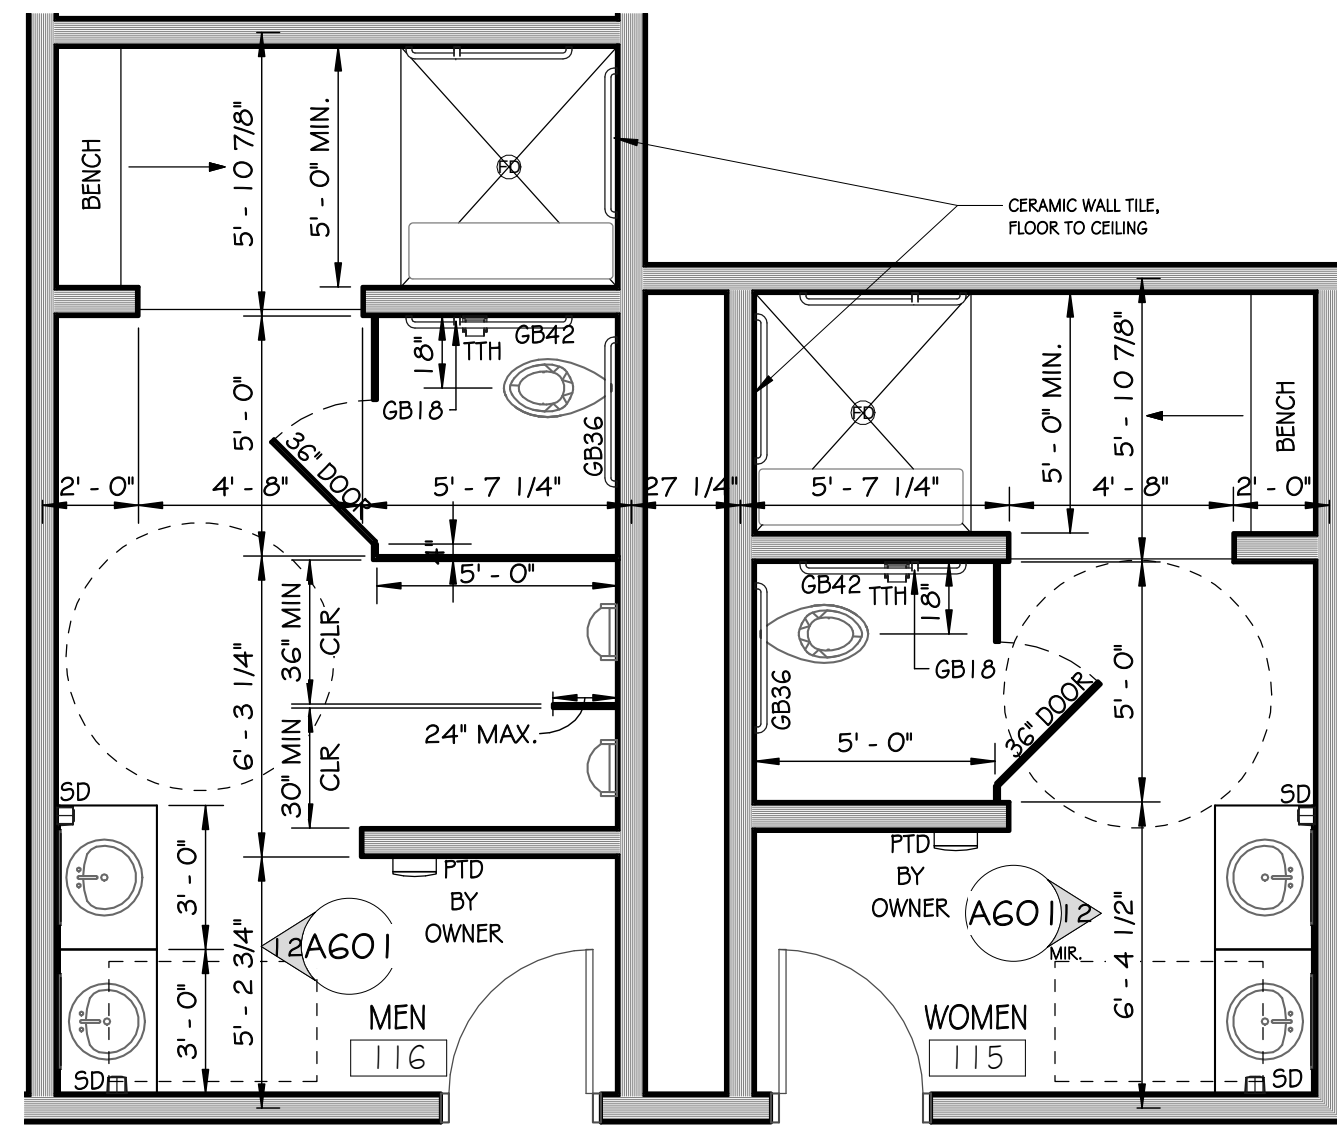 BENCH
5' - 10 7/8"
5' - 0" MIN.
FD
CERAMIC WALL TILE,
FLOOR TO CEILING
5' - 0"
18"
TTH
GB42
GB18
GB36
36" DOOR
2' - 0"
4' - 8"
5' - 7 1/4"
27 1/4"
5' - 7 1/4"
4' - 8"
2' - 0"
FD
5' - 0" MIN.
5' - 10 7/8"
BENCH
4"
5' - 0"
36" MIN
CLR
6' - 3 1/4"
24" MAX.
30" MIN
CLR
GB42
TTH
18"
GB18
GB36
5' - 0"
36" DOOR
5' - 0"
SD
3' - 0"
3' - 0"
SD
5' - 2 3/4"
PTD
BY
OWNER
12
A601
MEN
116
SD
PTD
BY
OWNER
A601
12
MIR.
6' - 4 1/2"
WOMEN
115
SD